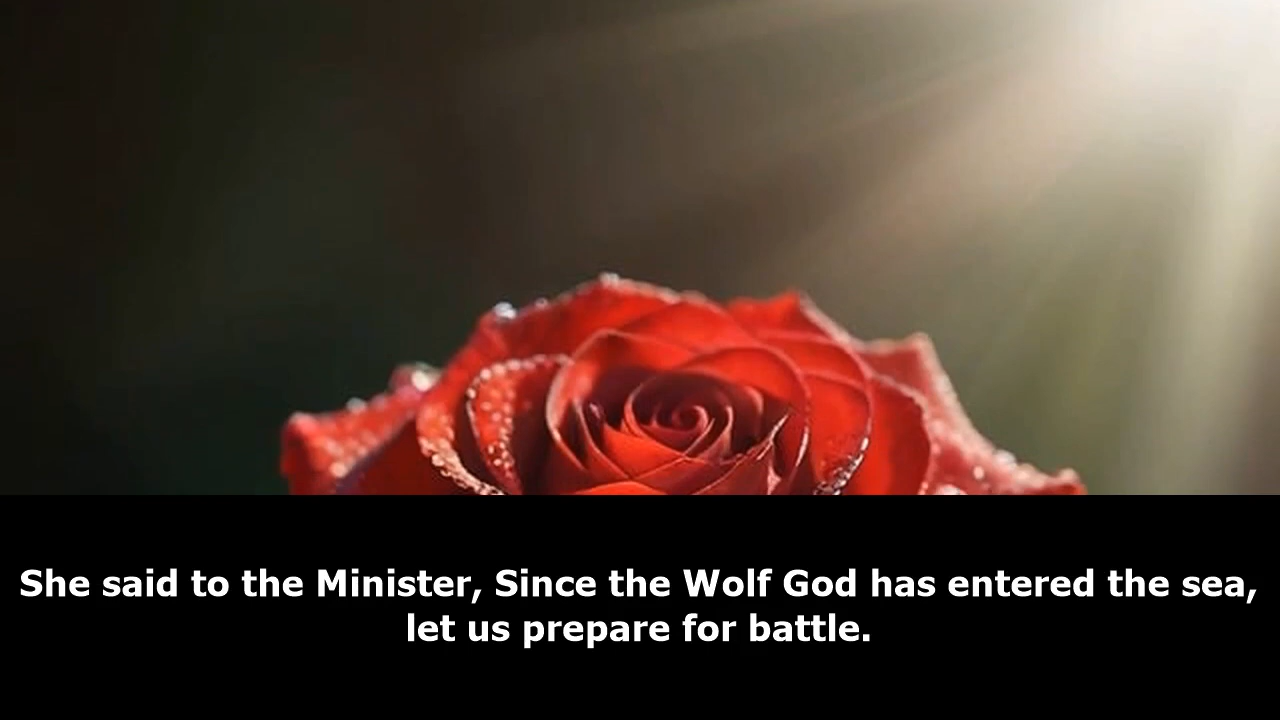 She said to the Minister, Since the Wolf God has entered the sea,
let us prepare for battle.